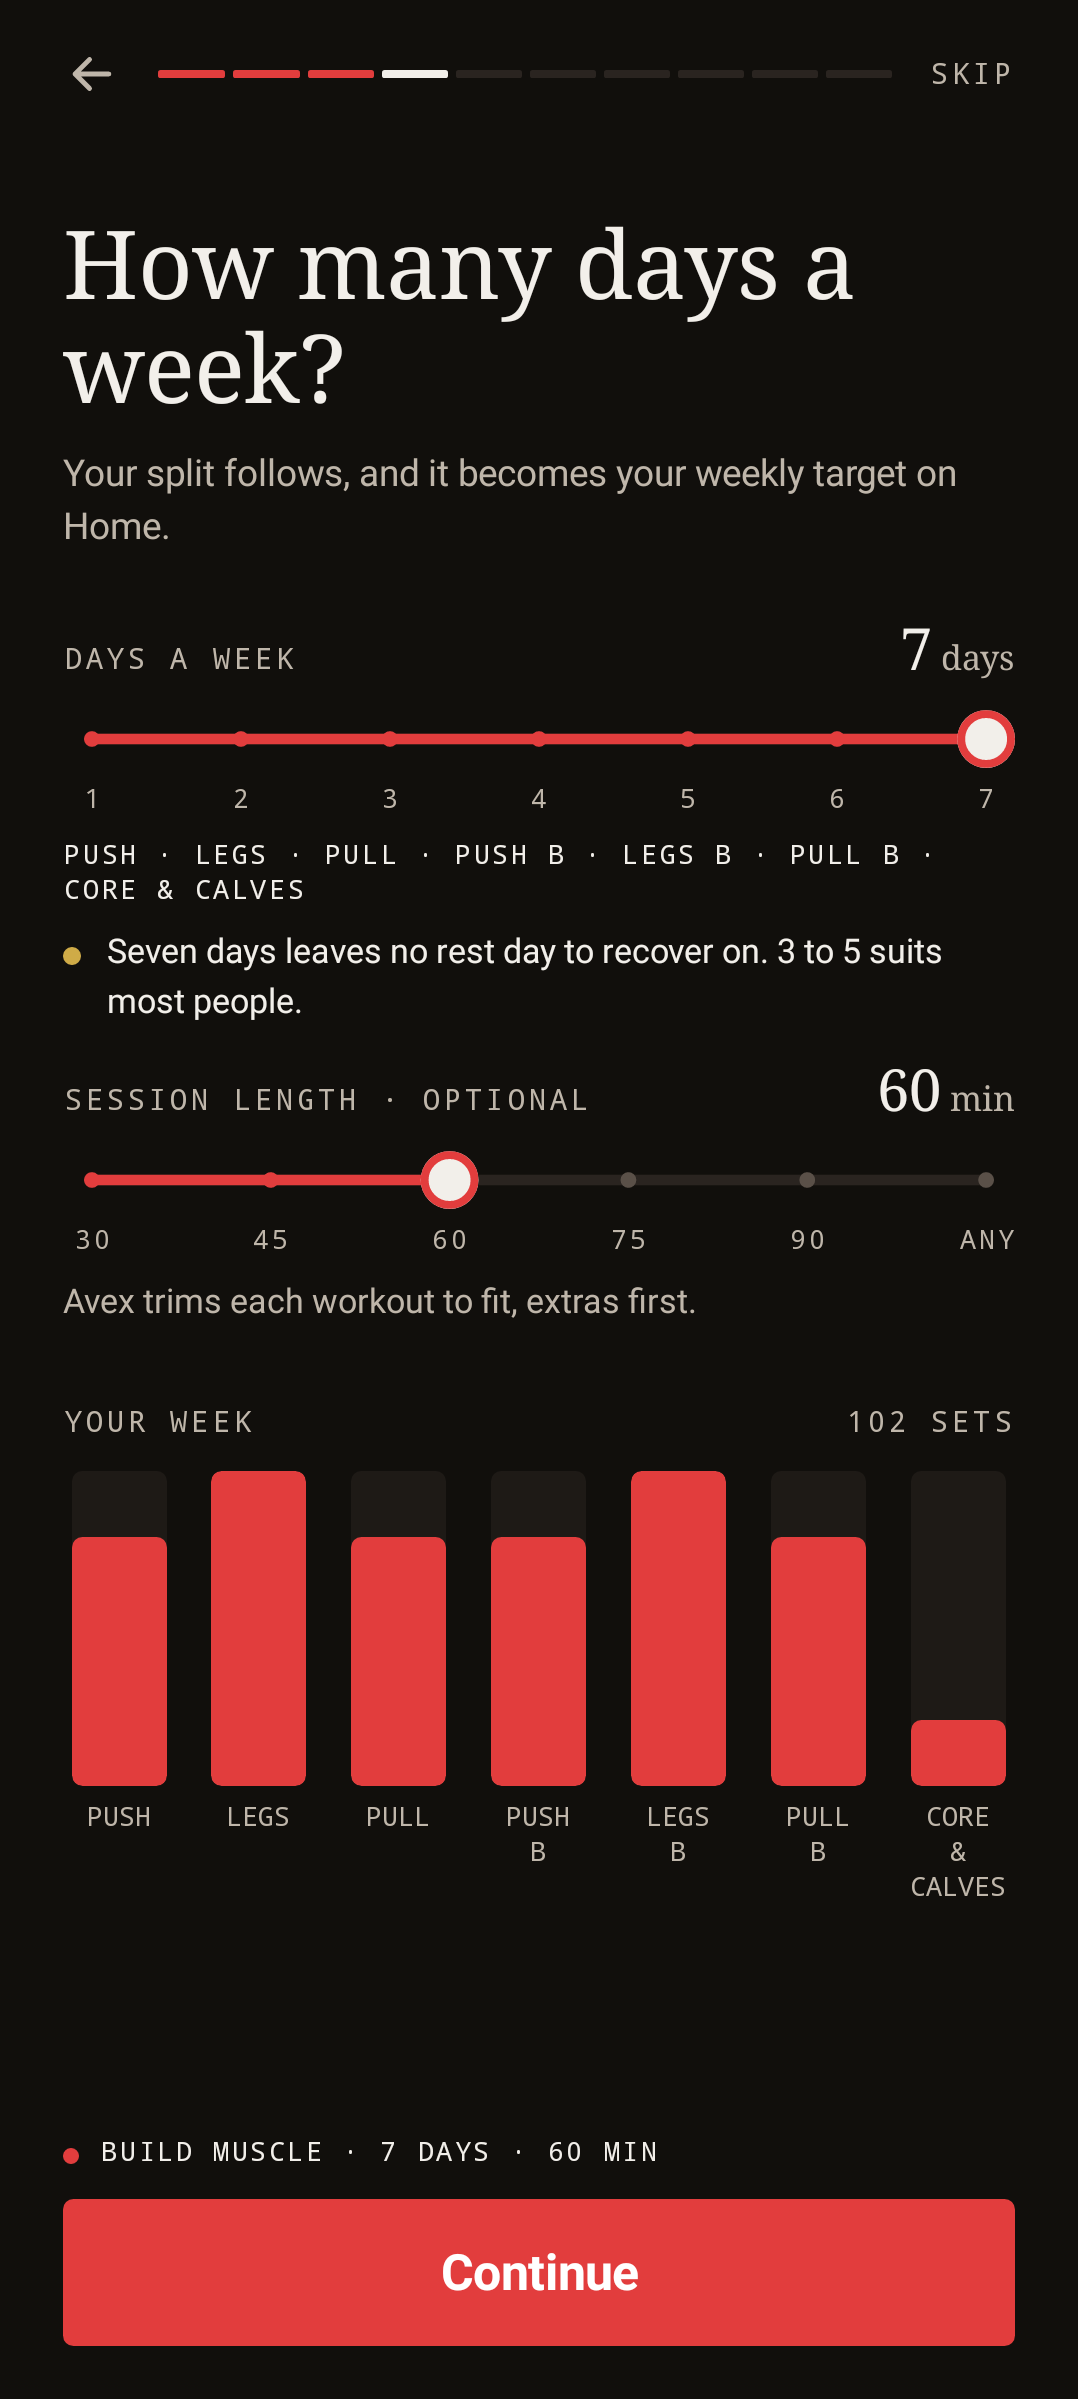 SKIP
How many days a
week?
Your split follows, and it becomes your weekly target on
Home.
DAYS A WEEK
7 days
1 2 3 4 5 6 7
PUSH · LEGS · PULL · PUSH B · LEGS B · PULL B ·
CORE & CALVES
Seven days leaves no rest day to recover on. 3 to 5 suits
most people.
SESSION LENGTH · OPTIONAL
60 min
30 45 60 75 90 ANY
Avex trims each workout to fit, extras first.
YOUR WEEK
102 SETS
PUSH
LEGS
PULL
PUSH
B
LEGS
B
PULL
B
CORE
&
CALVES
BUILD MUSCLE · 7 DAYS · 60 MIN
Continue